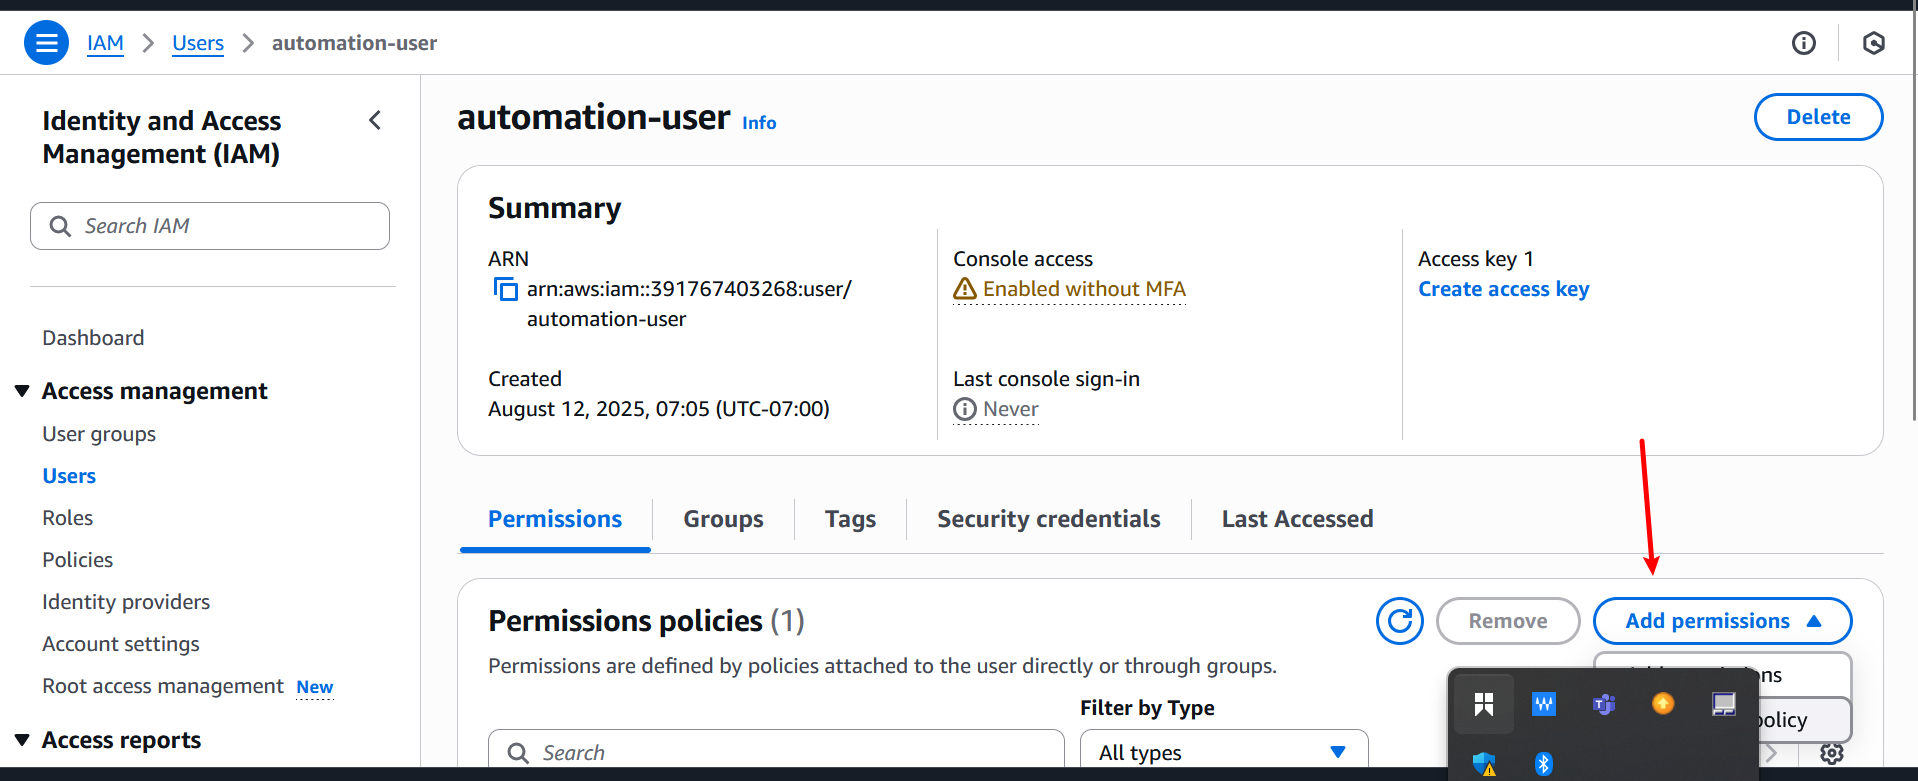 IAM > Users > automation-user
Identity and Access
Management (IAM)
Search IAM
Dashboard
Access management
User groups
Users
Roles
Policies
Identity providers
Account settings
Root access management New
Access reports
automation-user Info
Delete
Summary
ARN
arn:aws:iam::391767403268:user/
automation-user
Created
August 12, 2025, 07:05 (UTC-07:00)
Console access
Enabled without MFA
Last console sign-in
Never
Access key 1
Create access key
Permissions
Groups
Tags
Security credentials
Last Accessed
Permissions policies (1)
Remove
Add permissions
Permissions are defined by policies attached to the user directly or through groups.
policy
Filter by Type
Search
All types